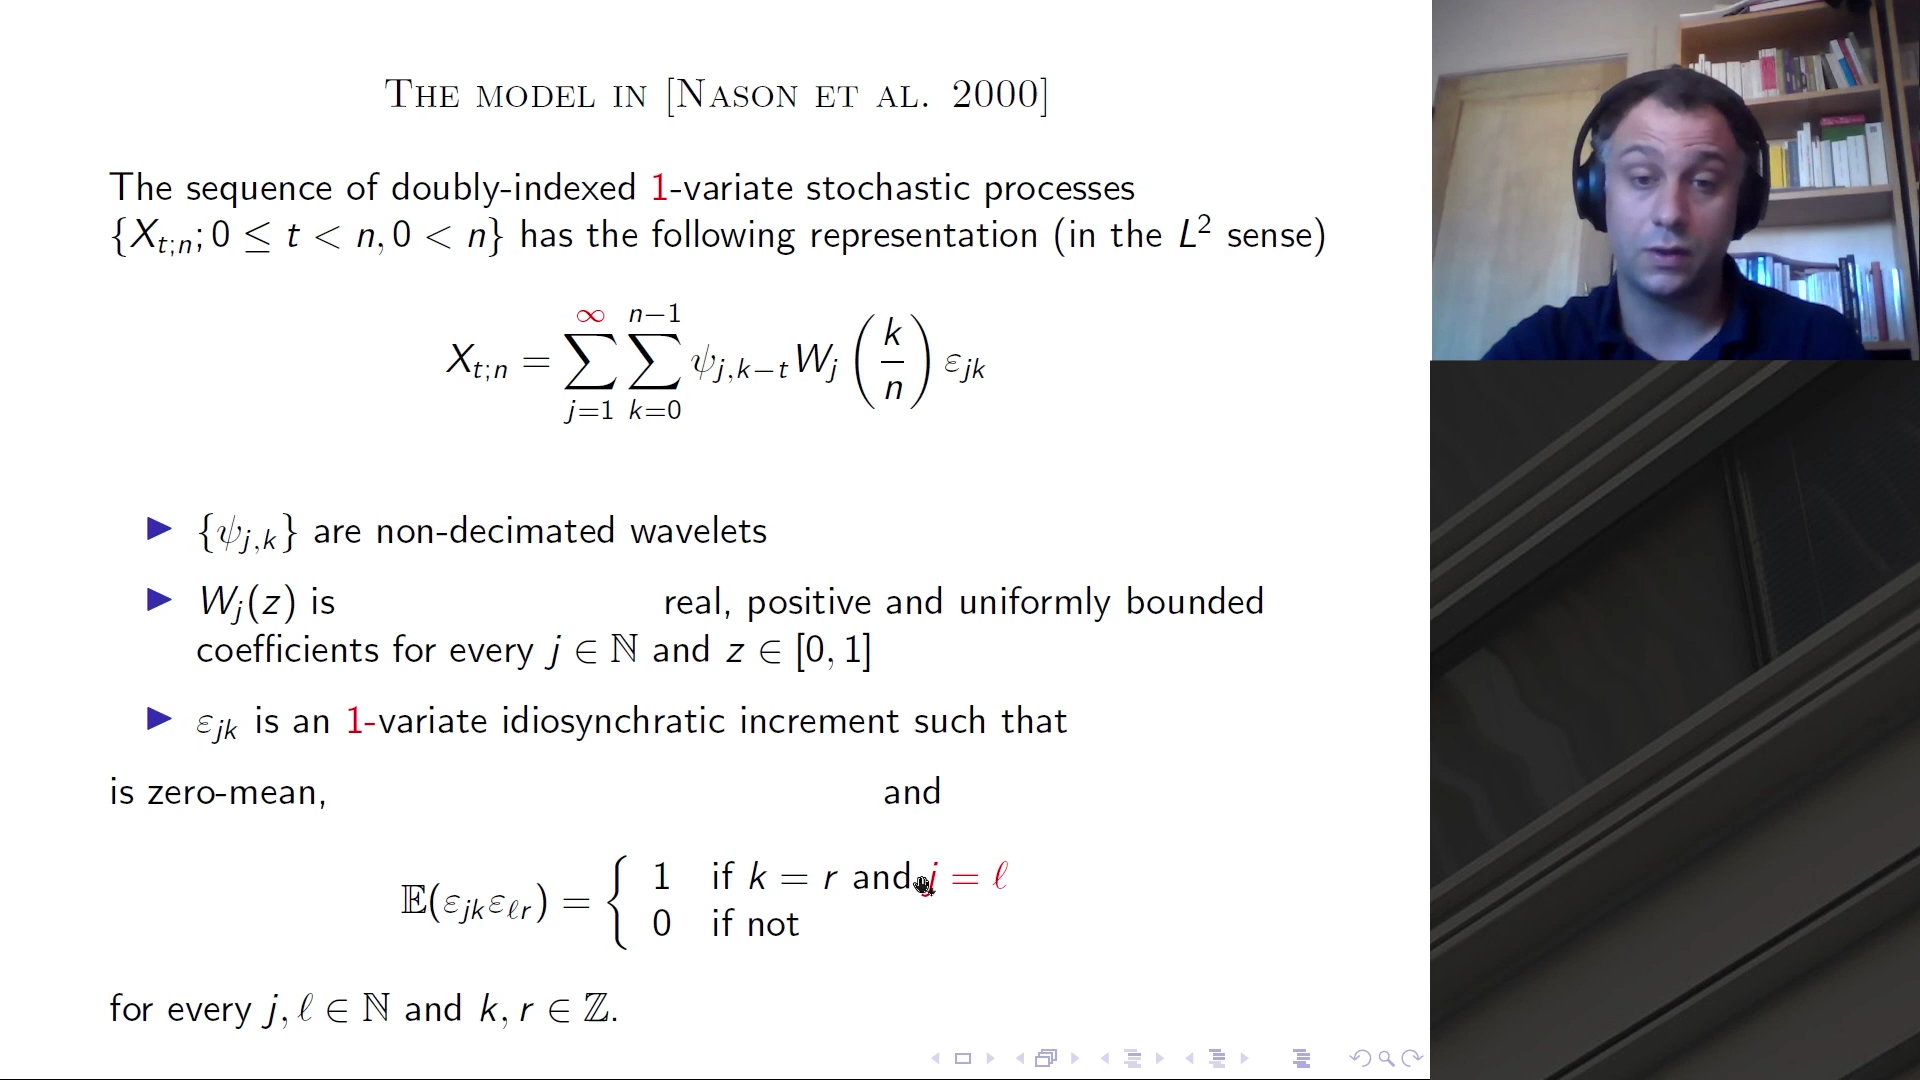 The model in [Nason et al. 2000]
The sequence of doubly-indexed 1-variate stochastic processes
{X_{t;n}; 0 ≤ t < n, 0 < n} has the following representation (in the L² sense)
X_{t;n} = ∑_{j=1}^{∞} ∑_{k=0}^{n−1} ψ_{j,k−t} W_j (k/n) ε_{jk}
▶ {ψ_{j,k}} are non-decimated wavelets
▶ W_j(z) is real, positive and uniformly bounded
coefficients for every j ∈ ℕ and z ∈ [0, 1]
▶ ε_{jk} is an 1-variate idiosynchratic increment such that
is zero-mean, and
𝔼(ε_{jk}ε_{ℓr}) = { 1 if k = r and j = ℓ
0 if not
for every j, ℓ ∈ ℕ and k, r ∈ ℤ.